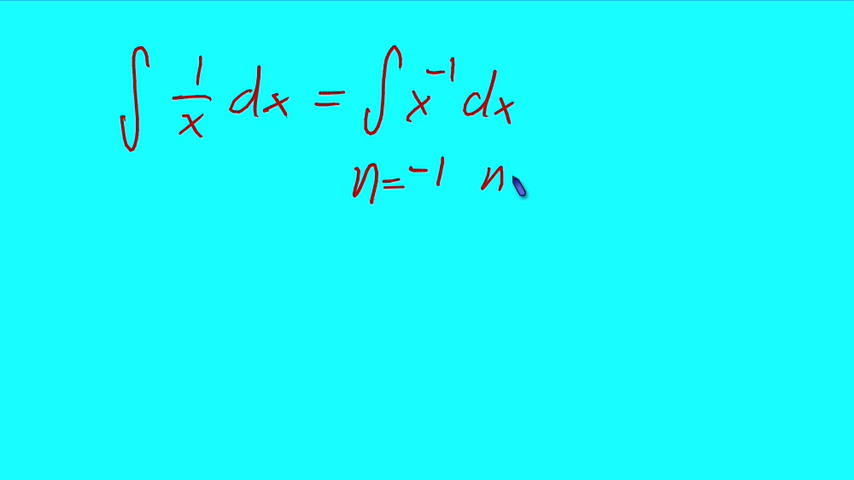 ∫ 1/x dx = ∫ x⁻¹ dx
n = -1 n